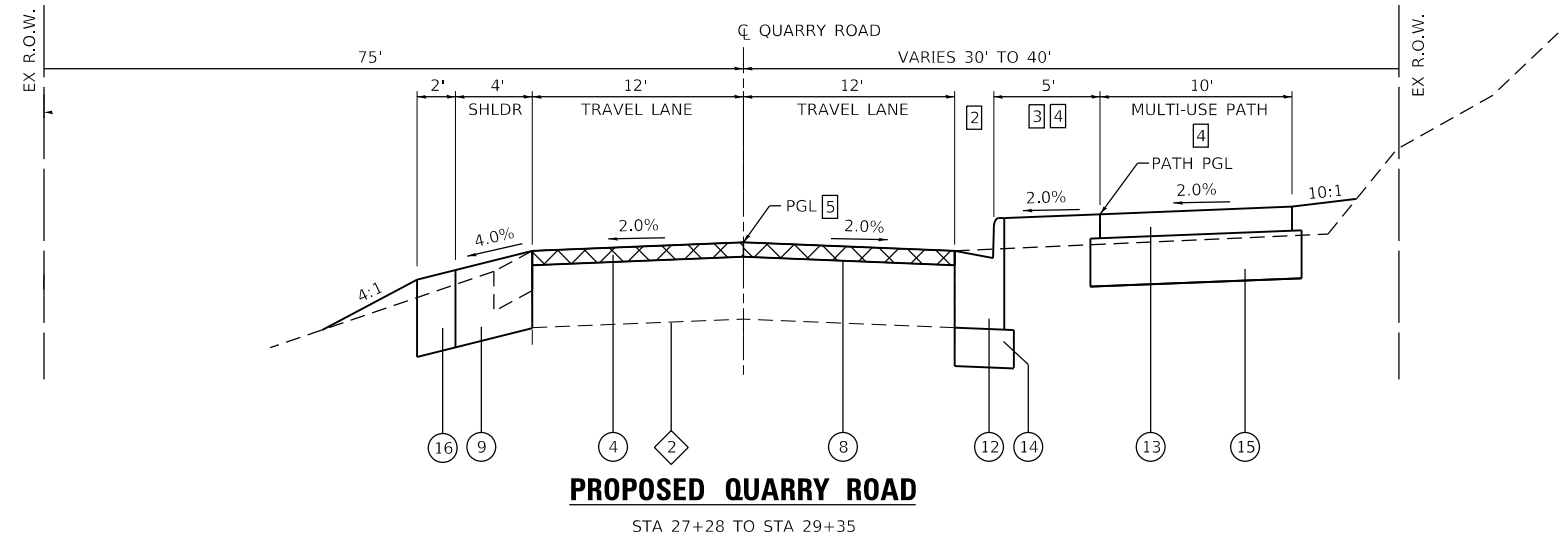 EX R.O.W.
℄ QUARRY ROAD
EX R.O.W.
75'
VARIES 30' TO 40'
2'
4'
12'
12'
5'
10'
SHLDR
TRAVEL LANE
TRAVEL LANE
2
3 4
MULTI-USE PATH
4
PATH PGL
PGL 5
4:1
4.0%
2.0%
2.0%
2.0%
2.0%
10:1
16
9
4
2
8
12
14
13
15
PROPOSED QUARRY ROAD
STA 27+28 TO STA 29+35